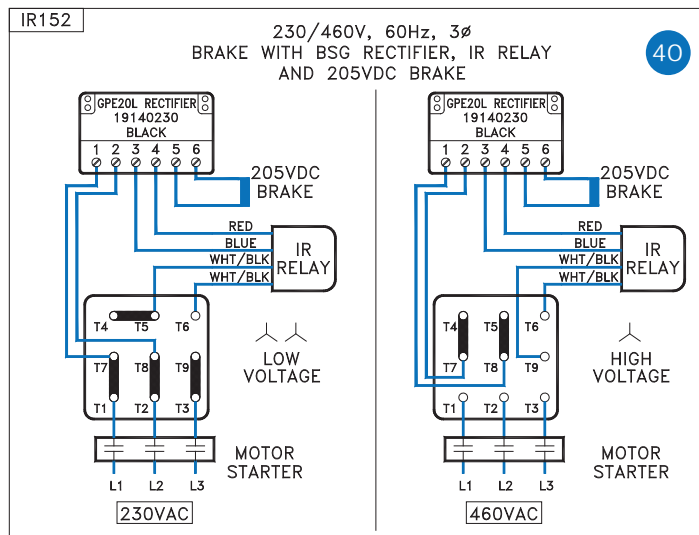 IR152
230/460V, 60Hz, 3ø
BRAKE WITH BSG RECTIFIER, IR RELAY
AND 205VDC BRAKE
40
GPE20L RECTIFIER
19140230
BLACK
1 2 3 4 5 6
205VDC
BRAKE
RED
BLUE
WHT/BLK
WHT/BLK
IR
RELAY
T4 T5 T6
T7 T8 T9
T1 T2 T3
LOW
VOLTAGE
MOTOR
STARTER
L1 L2 L3
230VAC
GPE20L RECTIFIER
19140230
BLACK
1 2 3 4 5 6
205VDC
BRAKE
RED
BLUE
WHT/BLK
WHT/BLK
IR
RELAY
T4 T5 T6
T7 T8 T9
T1 T2 T3
HIGH
VOLTAGE
MOTOR
STARTER
L1 L2 L3
460VAC